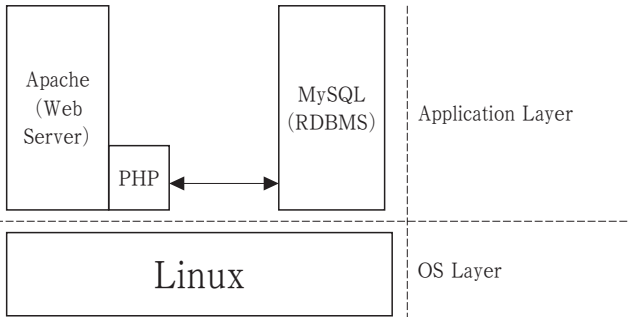 Apache
(Web
Server)
PHP
MySQL
(RDBMS)
Application Layer
Linux
OS Layer